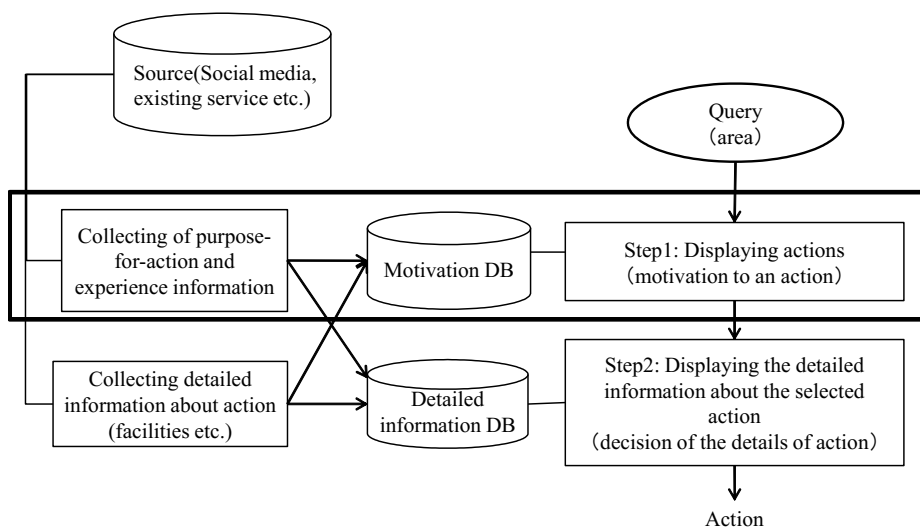 Source(Social media,
existing service etc.)
Query
（area）
Collecting of purpose-
for-action and
experience information
Motivation DB
Step1: Displaying actions
（motivation to an action）
Collecting detailed
information about action
(facilities etc.)
Detailed
information DB
Step2: Displaying the detailed
information about the selected
action
（decision of the details of action）
Action